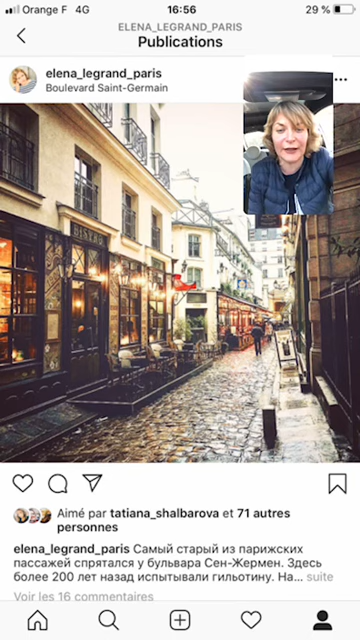 Orange F 4G 16:56 29 %
ELENA_LEGRAND_PARIS
Publications
elena_legrand_paris
Boulevard Saint-Germain
BISTRO
Aimé par tatiana_shalbarova et 71 autres
personnes
elena_legrand_paris Самый старый из парижских
пассажей спрятался у бульвара Сен-Жермен. Здесь
более 200 лет назад испытывали гильотину. На... suite
Voir les 16 commentaires